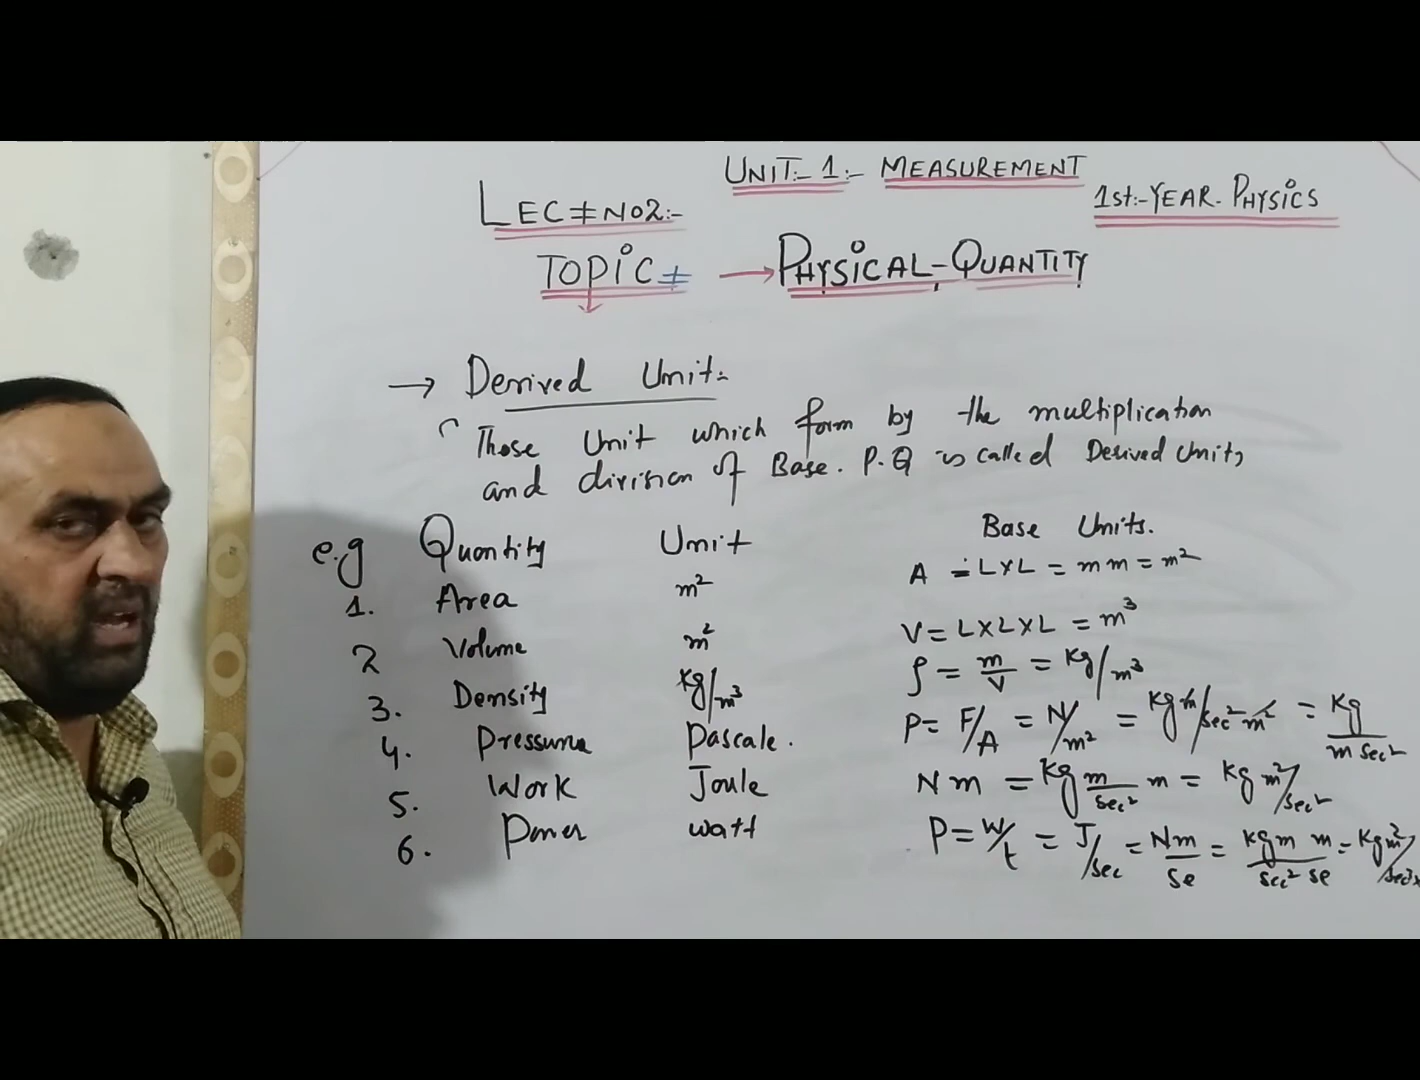 UNIT:- 1:- MEASUREMENT
LEC # NO2:-
1st:-YEAR. PHYSICS
TOPIC # → PHYSICAL-QUANTITY
→ Derived Unit:-
Those Unit which form by the multiplication
and division of Base. P.Q is called Derived Unit,
e.g Quantity Unit Base Units.
1. Area m² A = L×L = m m = m²
2 Volume m² V = L×L×L = m³
3. Density Kg/m³ ρ = m/V = Kg/m³
4. Pressure Pascale. P = F/A = N/m² = Kg m/sec² m² = Kg/m sec²
5. Work Joule N m = Kg m/sec² m = Kg m²/sec²
6. Power watt P = W/t = J/sec = Nm/se = Kgm m/sec² se = Kg m²/